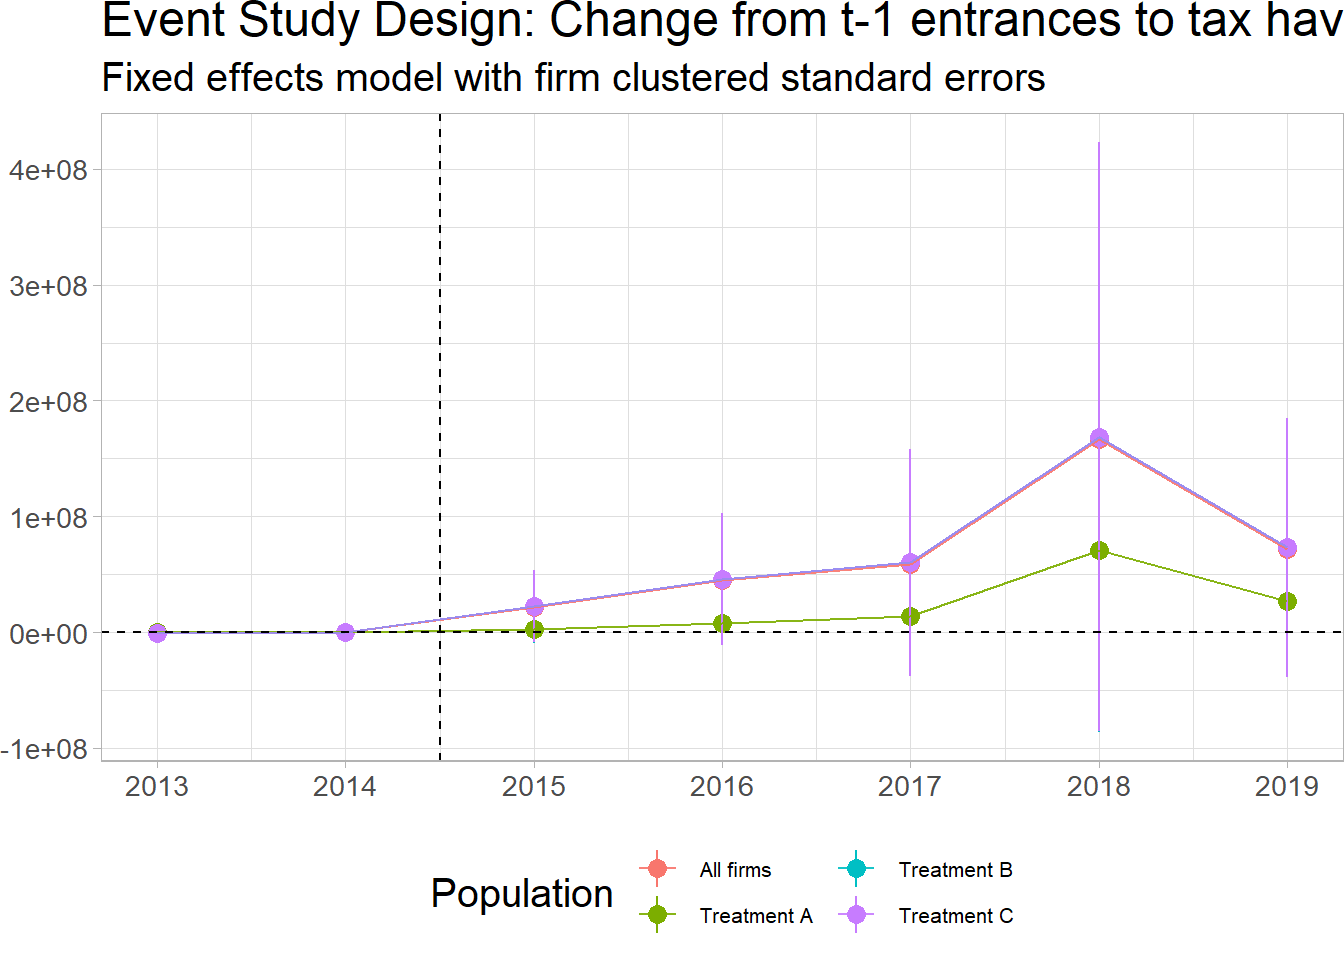 Event Study Design: Change from t-1 entrances to tax hav
Fixed effects model with firm clustered standard errors
4e+08
3e+08
2e+08
1e+08
0e+00
-1e+08
2013 2014 2015 2016 2017 2018 2019
Population
All firms
Treatment A
Treatment B
Treatment C